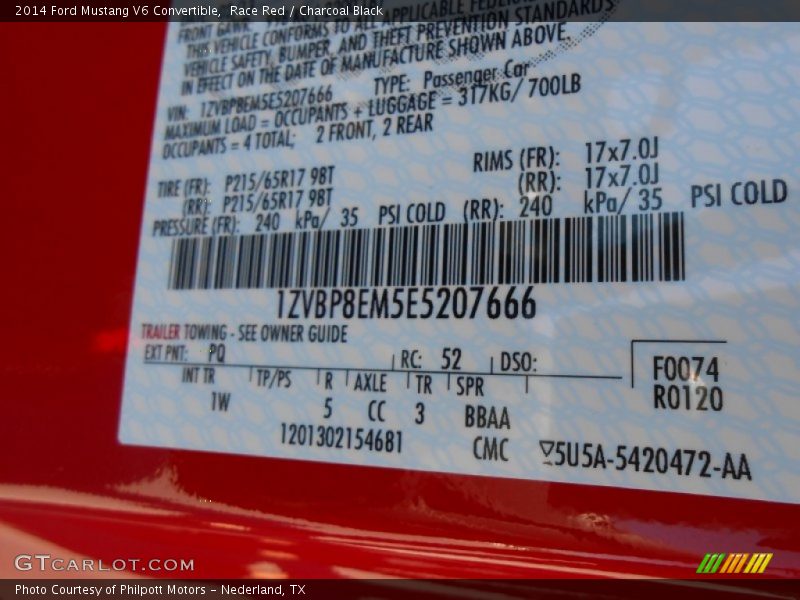 2014 Ford Mustang V6 Convertible, Race Red / Charcoal Black
FRONT
THIS VEHICLE CONFORMS TO ALL APPLICABLE FEDERAL
VEHICLE SAFETY, BUMPER, AND THEFT PREVENTION STANDARDS
IN EFFECT ON THE DATE OF MANUFACTURE SHOWN ABOVE.
VIN: 1ZVBP8EM5E5207666 TYPE: Passenger Car
MAXIMUM LOAD = OCCUPANTS + LUGGAGE = 317KG/ 700LB
OCCUPANTS = 4 TOTAL; 2 FRONT, 2 REAR
TIRE (FR): P215/65R17 98T RIMS (FR): 17x7.0J
(RR): P215/65R17 98T (RR): 17x7.0J
PRESSURE (FR): 240 kPa/ 35 PSI COLD (RR): 240 kPa/ 35 PSI COLD
1ZVBP8EM5E5207666
TRAILER TOWING - SEE OWNER GUIDE
EXT PNT: PQ RC: 52 DSO: F0074
INT TR TP/PS R AXLE TR SPR R0120
1W 5 CC 3 BBAA
1201302154681 CMC 5U5A-5420472-AA
GTCARLOT.COM
Photo Courtesy of Philpott Motors - Nederland, TX